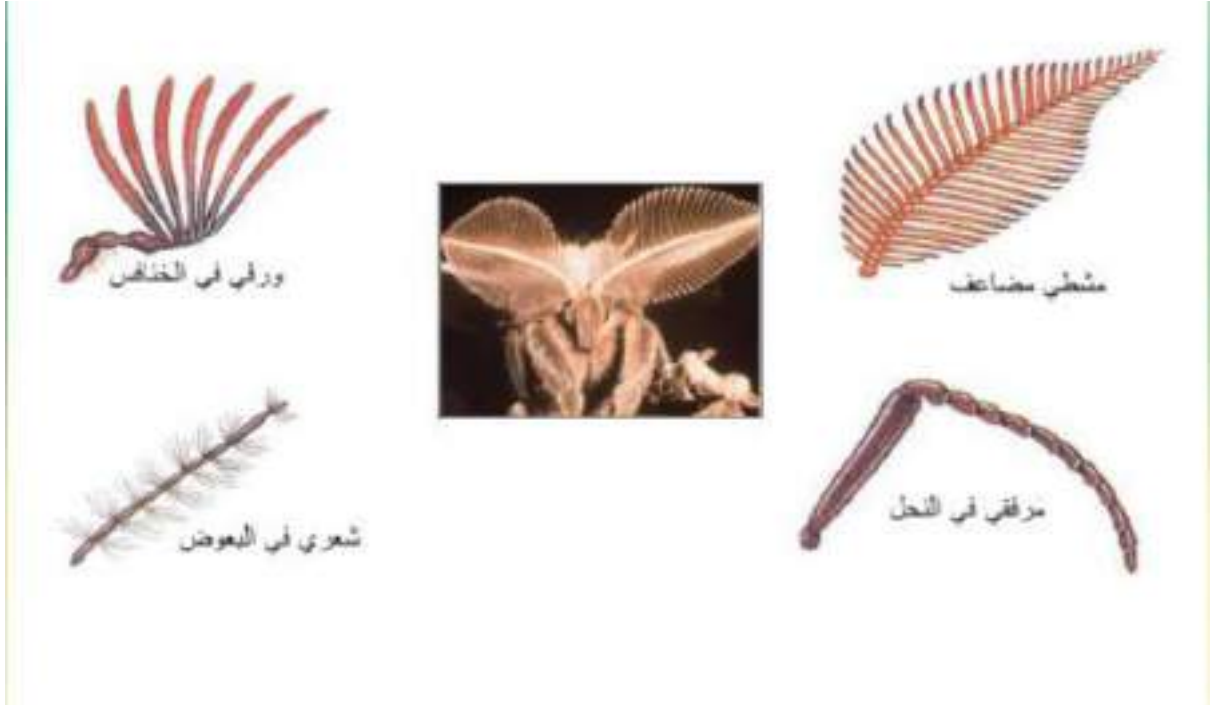 مشطي مضاعف
ورقي في الخنافس
مرفقي في النحل
شعري في البعوض